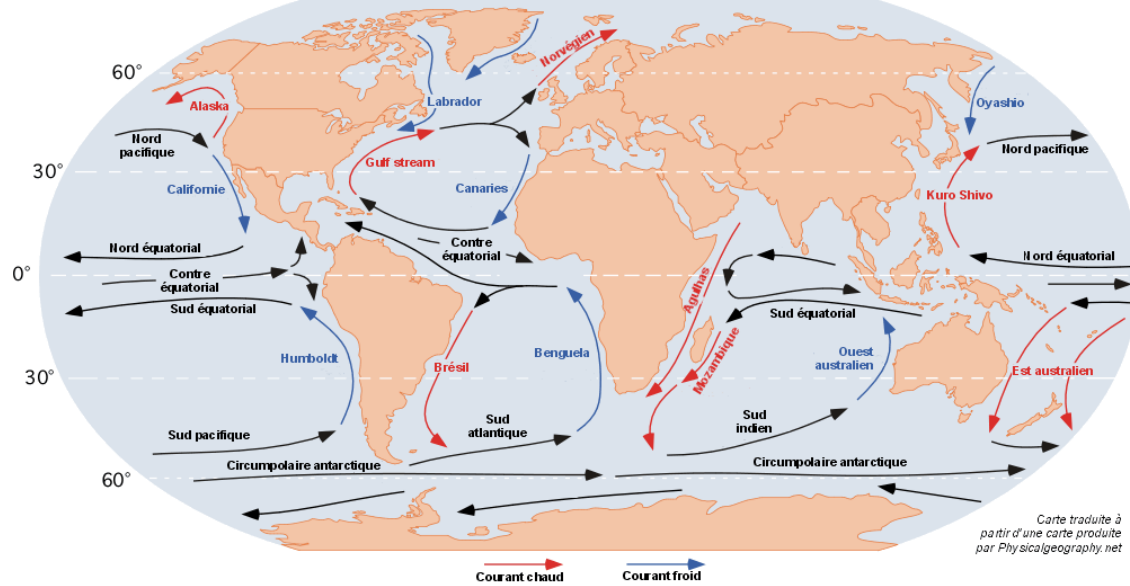 Norvégien
60°
Alaska
Labrador
Oyashio
Nord
pacifique
Nord pacifique
30°
Gulf stream
Californie
Canaries
Kuro Shivo
Nord équatorial
Contre
équatorial
Nord équatorial
0°
Contre
équatorial
Agulhas
Sud équatorial
Sud équatorial
Humboldt
Benguela
Ouest
australien
Brésil
Mozambique
Est australien
30°
Sud pacifique
Sud
atlantique
Sud
indien
Circumpolaire antarctique
Circumpolaire antarctique
60°
Carte traduite à
partir d'une carte produite
par Physicalgeography.net
Courant chaud
Courant froid